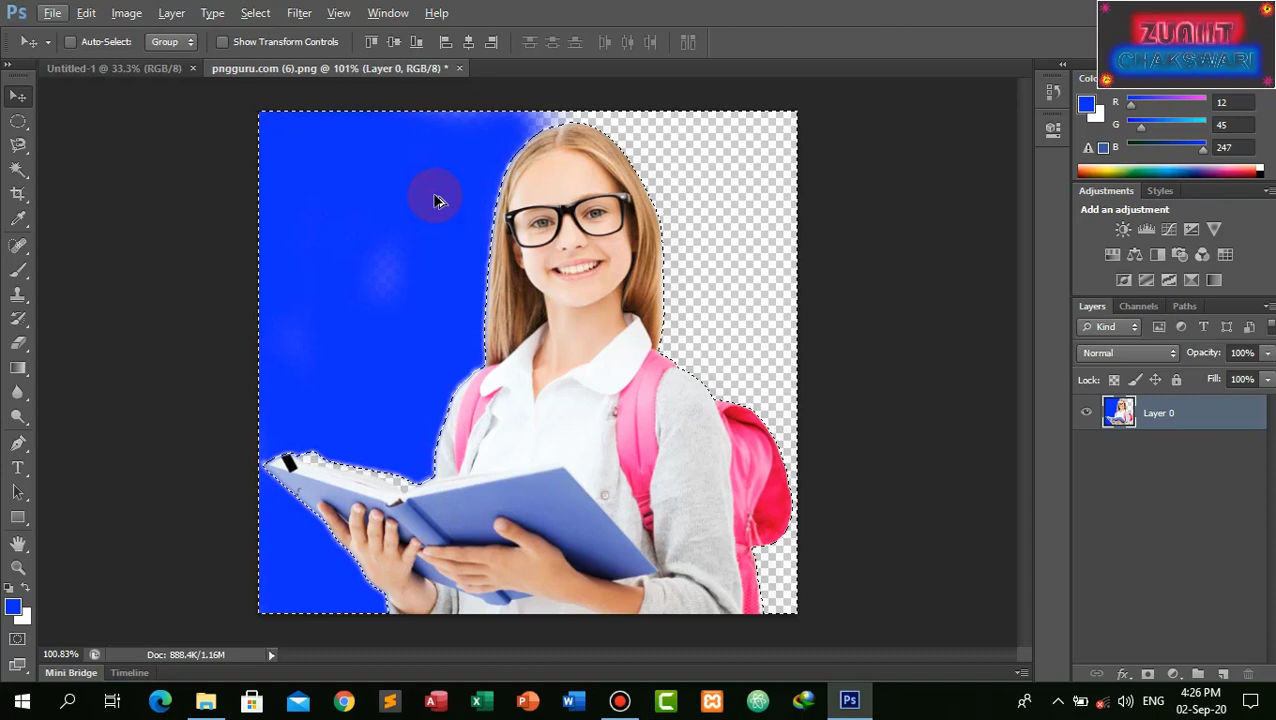 Ps File Edit Image Layer Type Select Filter View Window Help
ZUAIIT
CHAKSWARI
Auto-Select: Group Show Transform Controls
Untitled-1 @ 33.3% (RGB/8) × pngguru.com (6).png @ 101% (Layer 0, RGB/8) * ×
R 12
G 45
B 247
Adjustments Styles
Add an adjustment
Layers Channels Paths
Kind
Normal Opacity: 100%
Lock: Fill: 100%
Layer 0
100.83% Doc: 888.4K/1.16M
Mini Bridge Timeline
ENG 4:26 PM
02-Sep-20